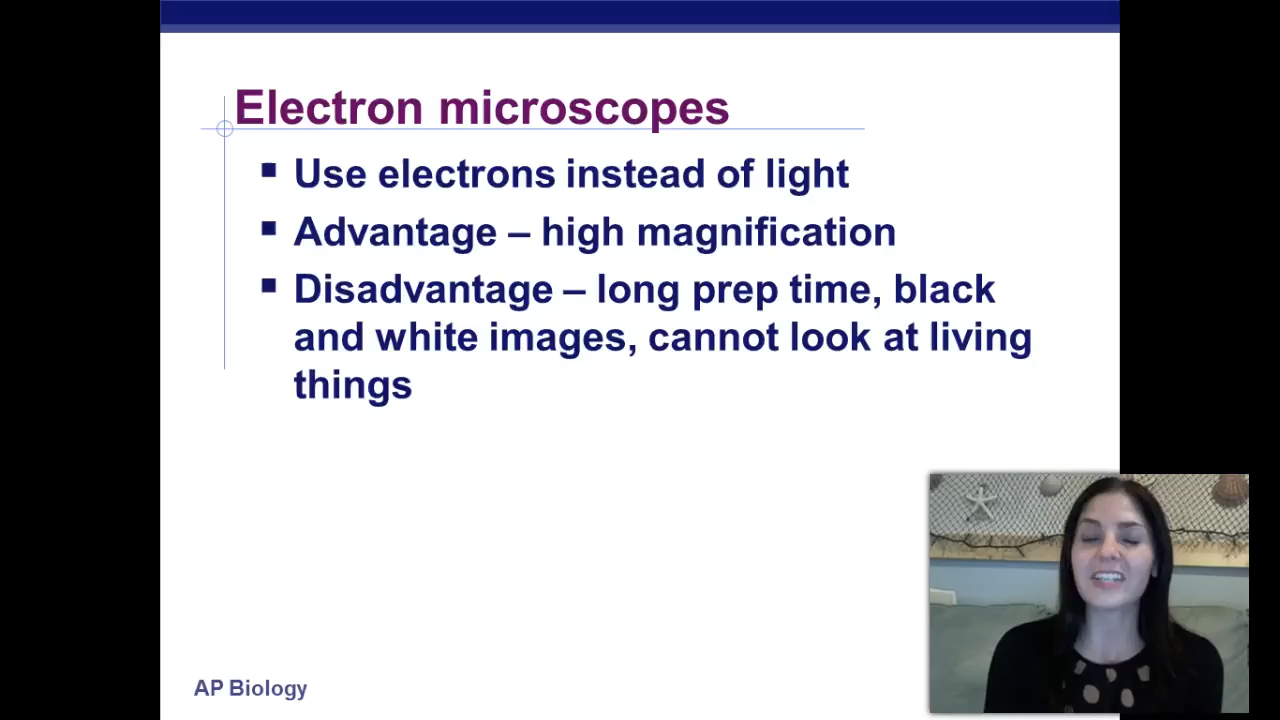 Electron microscopes
Use electrons instead of light
Advantage – high magnification
Disadvantage – long prep time, black
and white images, cannot look at living
things
AP Biology